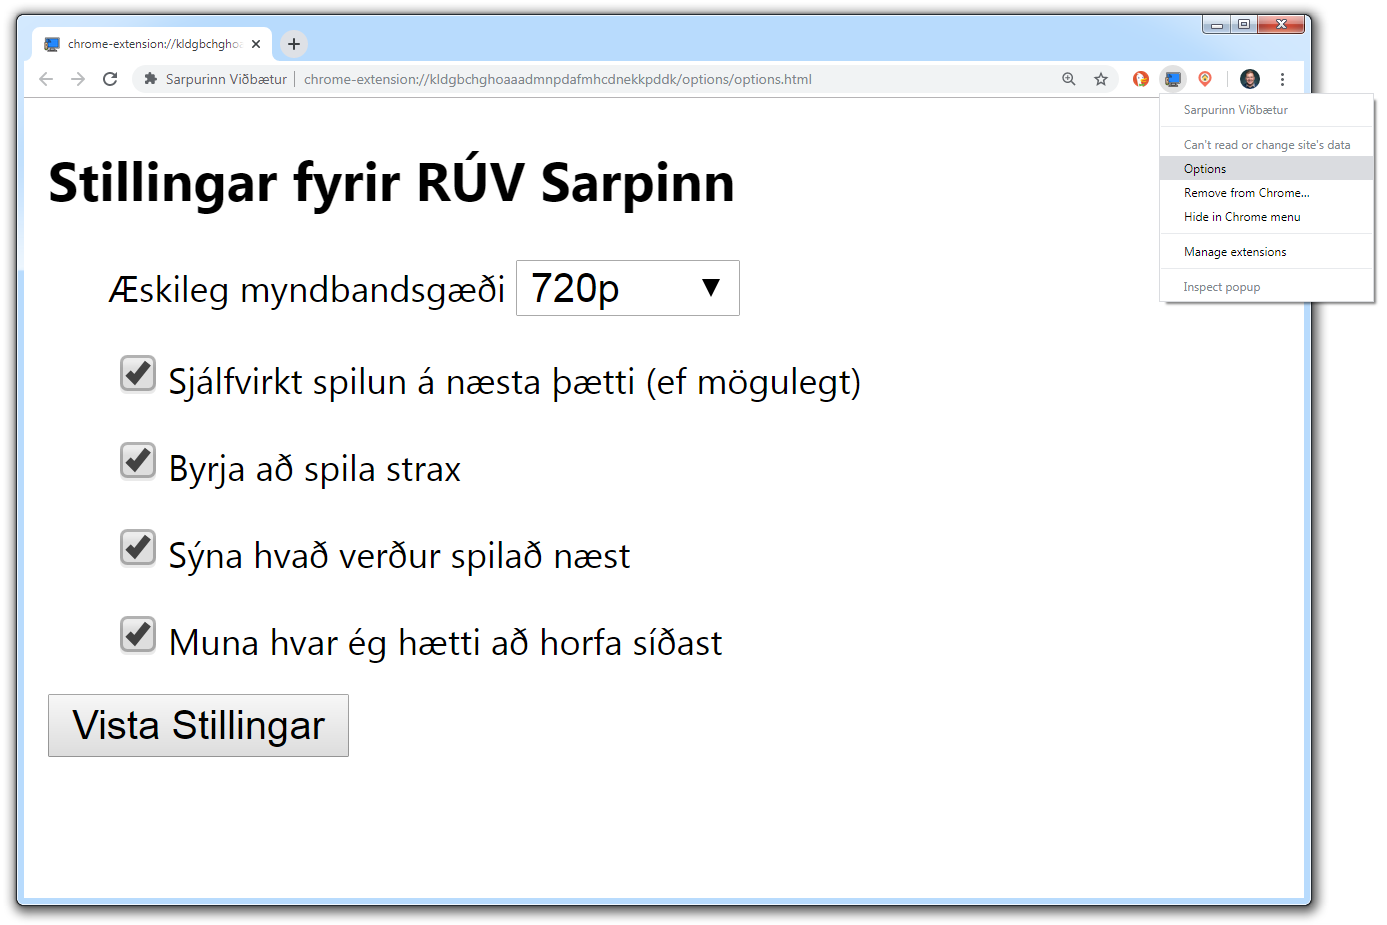 chrome-extension://kldgbchghoa
Sarpurinn Viðbætur | chrome-extension://kldgbchghoaaadmnpdafmhcdnekkpddk/options/options.html
Sarpurinn Viðbætur
Can't read or change site's data
Options
Remove from Chrome...
Hide in Chrome menu
Manage extensions
Inspect popup
Stillingar fyrir RÚV Sarpinn
Æskileg myndbandsgæði 720p
Sjálfvirkt spilun á næsta þætti (ef mögulegt)
Byrja að spila strax
Sýna hvað verður spilað næst
Muna hvar ég hætti að horfa síðast
Vista Stillingar